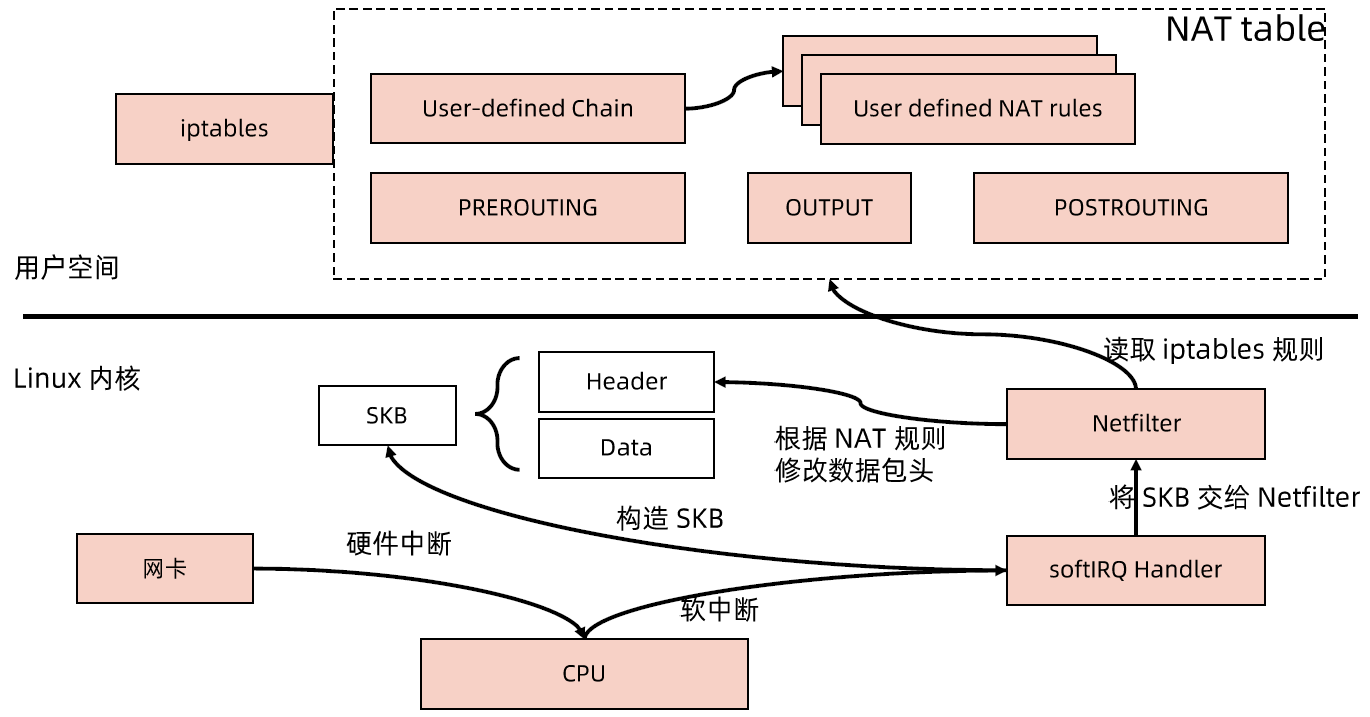 NAT table
User-defined Chain
User defined NAT rules
iptables
PREROUTING
OUTPUT
POSTROUTING
用户空间
读取 iptables 规则
Linux 内核
Header
SKB
Netfilter
Data
根据 NAT 规则
修改数据包头
将 SKB 交给 Netfilter
构造 SKB
硬件中断
网卡
softIRQ Handler
软中断
CPU